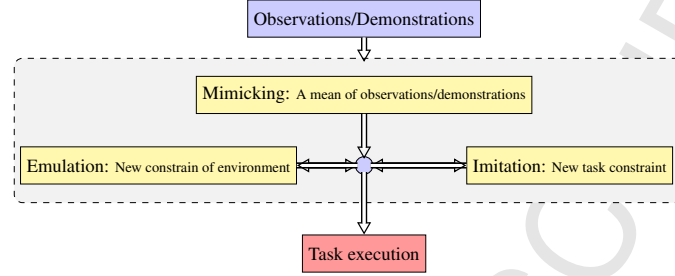 Observations/Demonstrations
Mimicking: A mean of observations/demonstrations
Emulation: New constrain of environment
Imitation: New task constraint
Task execution